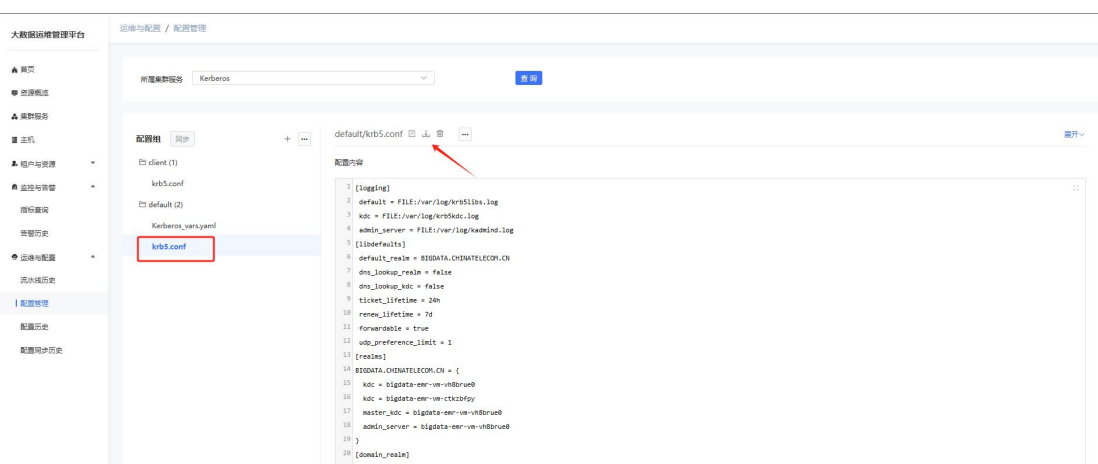 大数据运维管理平台
运维与配置 / 配置管理
首页
资源概览
集群服务
主机
租户与资源
监控与告警
指标查询
告警历史
运维与配置
流水线历史
配置管理
配置历史
配置同步历史
所属集群服务 Kerberos 查询
配置组 同步 + ...
client (1)
krb5.conf
default (2)
Kerberos_vars.yaml
krb5.conf
default/krb5.conf ... 展开
配置内容
1 [logging]
2 default = FILE:/var/log/krb5libs.log
3 kdc = FILE:/var/log/krb5kdc.log
4 admin_server = FILE:/var/log/kadmind.log
5 [libdefaults]
6 default_realm = BIGDATA.CHINATELECOM.CN
7 dns_lookup_realm = false
8 dns_lookup_kdc = false
9 ticket_lifetime = 24h
10 renew_lifetime = 7d
11 forwardable = true
12 udp_preference_limit = 1
13 [realms]
14 BIGDATA.CHINATELECOM.CN = {
15 kdc = bigdata-emr-vm-vh8brue0
16 kdc = bigdata-emr-vm-ctkzbfpy
17 master_kdc = bigdata-emr-vm-vh8brue0
18 admin_server = bigdata-emr-vm-vh8brue0
19 }
20 [domain_realm]